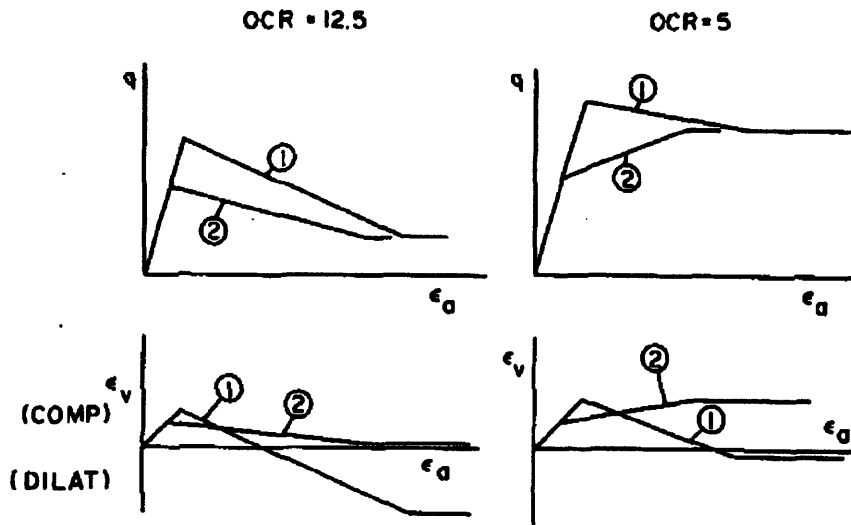 OCR = 12.5
OCR = 5
q
①
②
εa
q
①
②
εa
εv
(COMP)
(DILAT)
①
②
εa
εv
②
①
εa